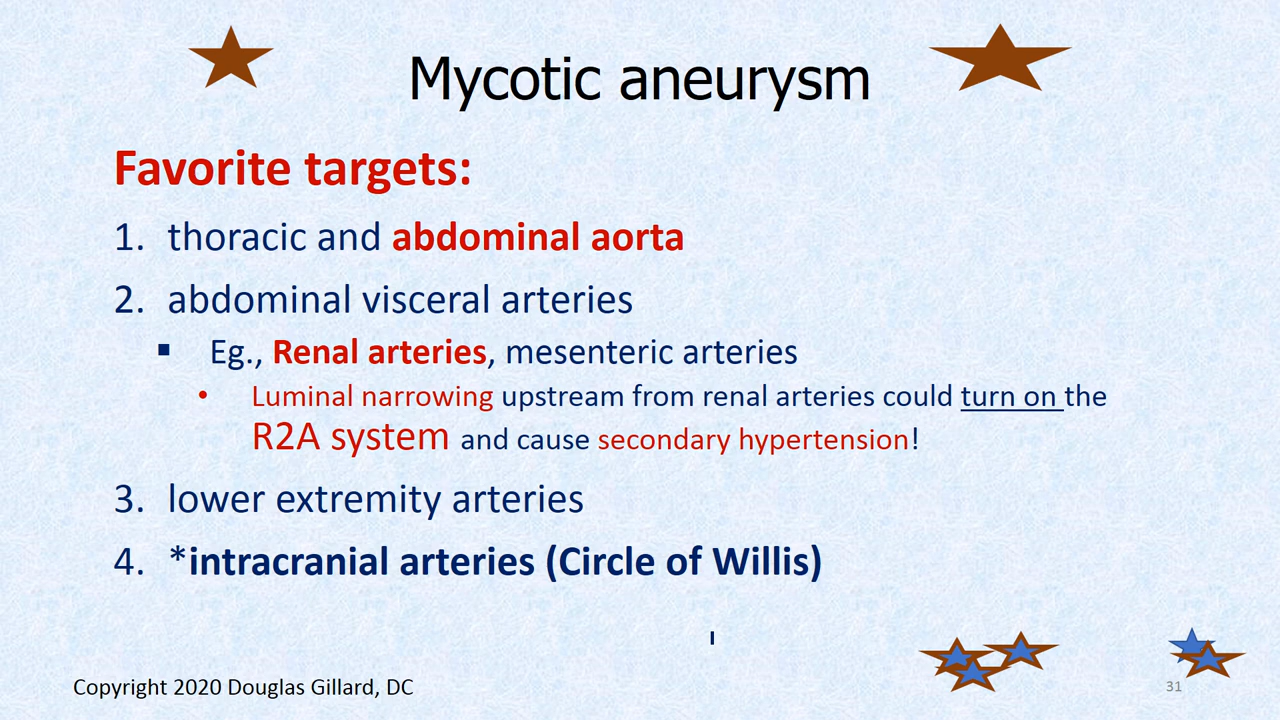 Mycotic aneurysm
Favorite targets:
1. thoracic and abdominal aorta
2. abdominal visceral arteries
▪ Eg., Renal arteries, mesenteric arteries
• Luminal narrowing upstream from renal arteries could turn on the
R2A system and cause secondary hypertension!
3. lower extremity arteries
4. *intracranial arteries (Circle of Willis)
Copyright 2020 Douglas Gillard, DC
31